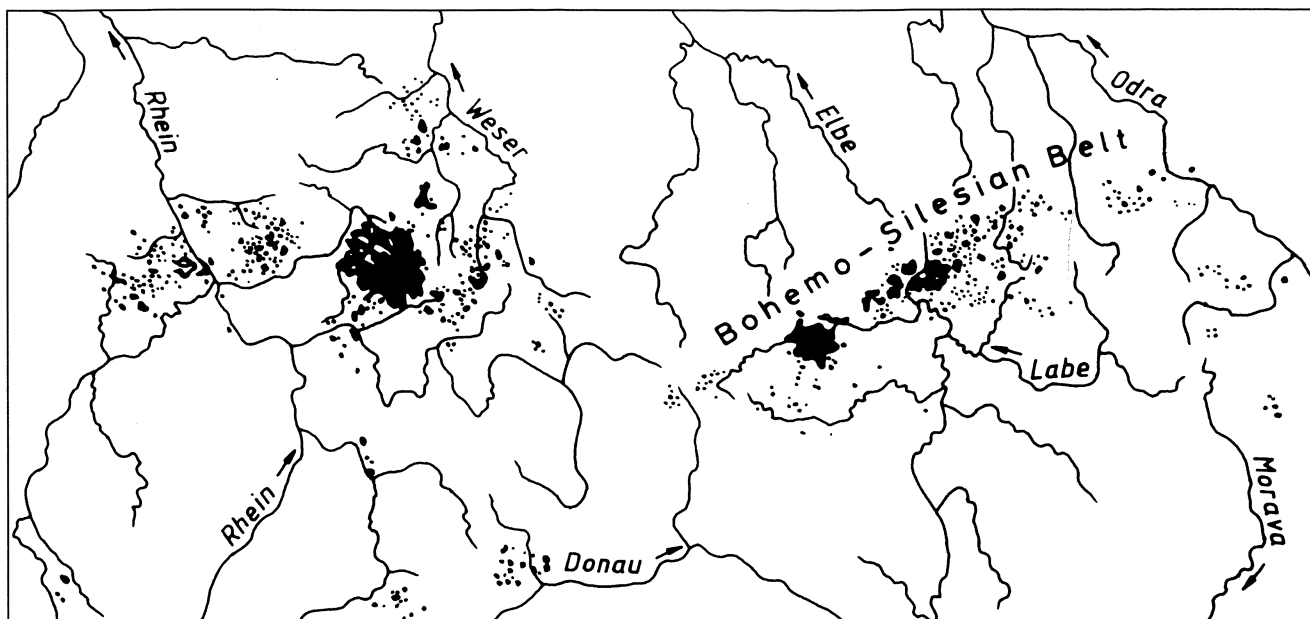 Rhein
Weser
Elbe
Odra
Bohemo-Silesian Belt
Labe
Rhein
Donau
Morava